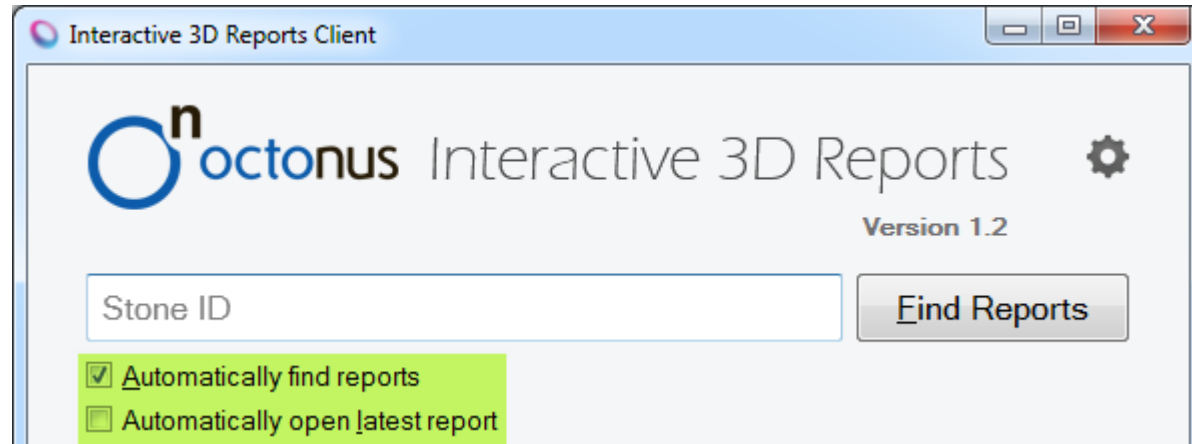 Interactive 3D Reports Client
octonus Interactive 3D Reports
n
Version 1.2
Stone ID
Find Reports
Automatically find reports
Automatically open latest report